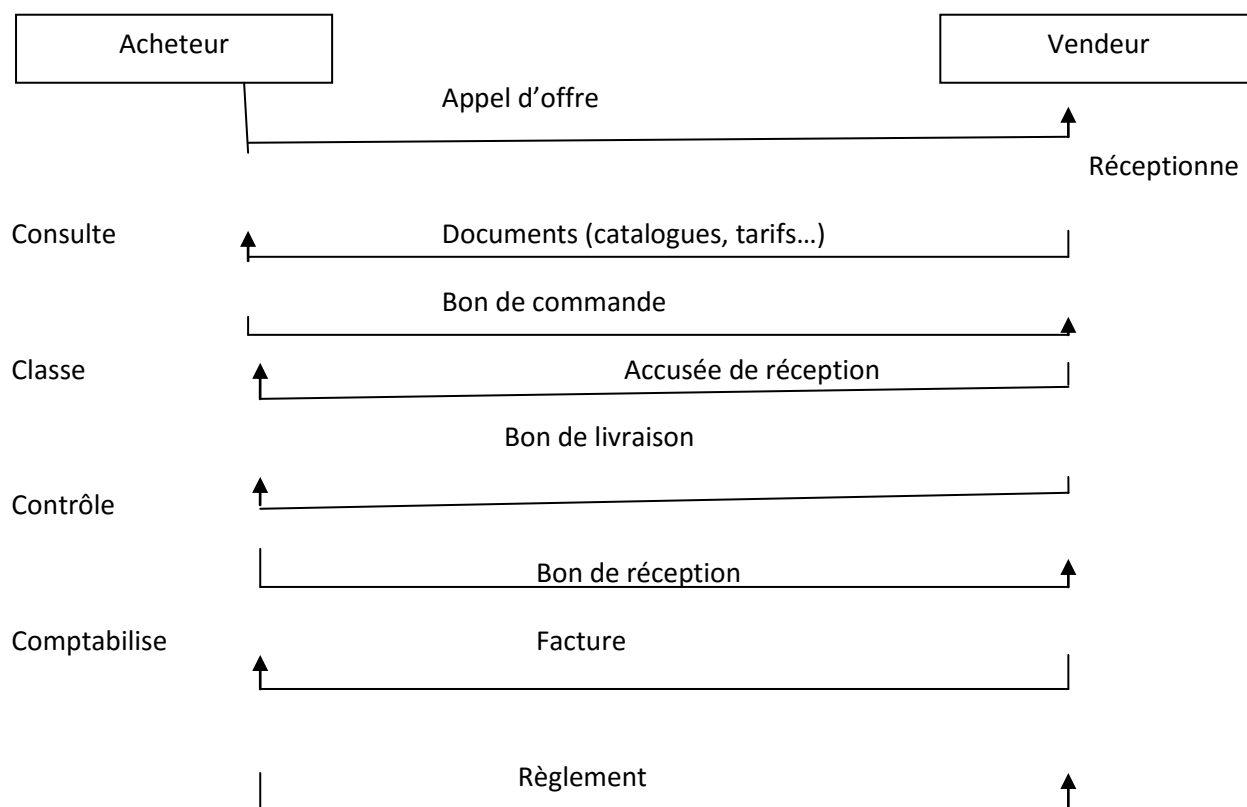 Acheteur Vendeur
Appel d’offre
Réceptionne
Consulte Documents (catalogues, tarifs…)
Bon de commande
Classe Accusée de réception
Bon de livraison
Contrôle
Bon de réception
Comptabilise Facture
Règlement